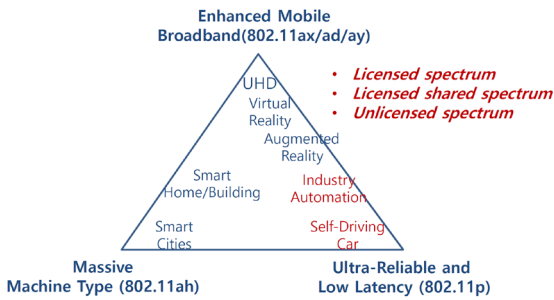 Enhanced Mobile
Broadband(802.11ax/ad/ay)
• Licensed spectrum
• Licensed shared spectrum
• Unlicensed spectrum
UHD
Virtual
Reality
Augmented
Reality
Smart
Home/Building
Industry
Automation
Smart
Cities
Self-Driving
Car
Massive
Machine Type (802.11ah)
Ultra-Reliable and
Low Latency (802.11p)